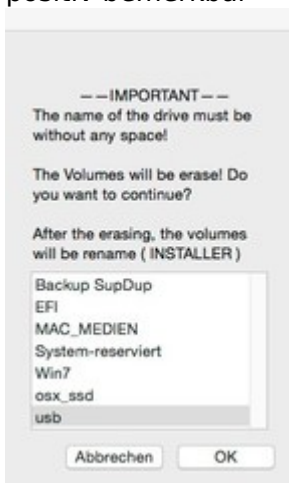 positiv bemerkbar
——IMPORTANT——
The name of the drive must be
without any space!
The Volumes will be erase! Do
you want to continue?
After the erasing, the volumes
will be rename ( INSTALLER )
Backup SupDup
EFI
MAC_MEDIEN
System-reserviert
Win7
osx_ssd
usb
Abbrechen OK